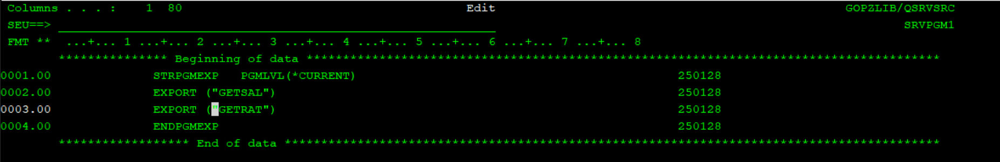 Columns . . . :    1  80                                        Edit                                                GOPZLIB/QSRVSRC
SEU==>                                                                                                              SRVPGM1
FMT **  ...+... 1 ...+... 2 ...+... 3 ...+... 4 ...+... 5 ...+... 6 ...+... 7 ...+... 8
*************** Beginning of data ***************************************************************************************
0001.00              STRPGMEXP   PGMLVL(*CURRENT)                                            250128
0002.00              EXPORT ("GETSAL")                                                       250128
0003.00              EXPORT ("GETRAT")                                                       250128
0004.00              ENDPGMEXP                                                               250128
****************** End of data ******************************************************************************************